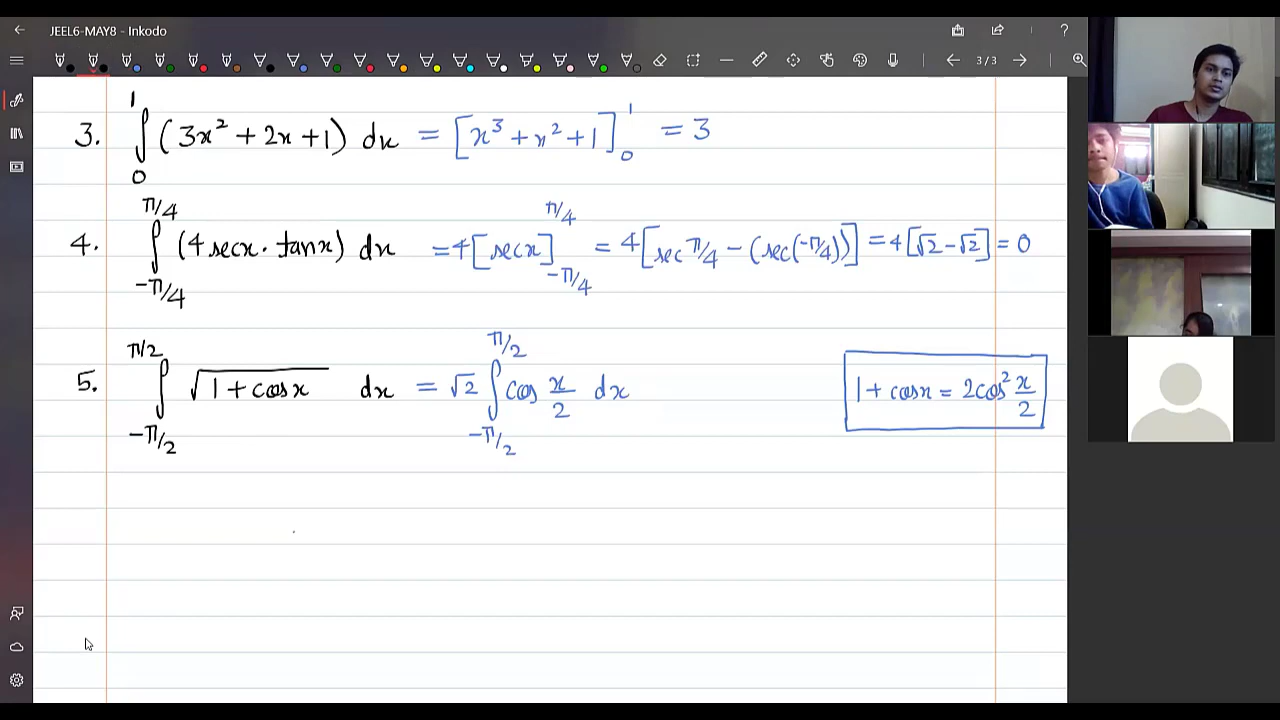 JEEL6-MAY8 - Inkodo
3/3
3. ∫₀¹ (3x² + 2x + 1) dx = [x³ + x² + 1]₀¹ = 3
4. ∫_{-π/4}^{π/4} (4 secx · tanx) dx = 4[secx]_{-π/4}^{π/4} = 4[sec π/4 - (sec(-π/4))] = 4[√2 - √2] = 0
5. ∫_{-π/2}^{π/2} √(1 + cosx) dx = √2 ∫_{-π/2}^{π/2} cos x/2 dx
1 + cosx = 2cos² x/2